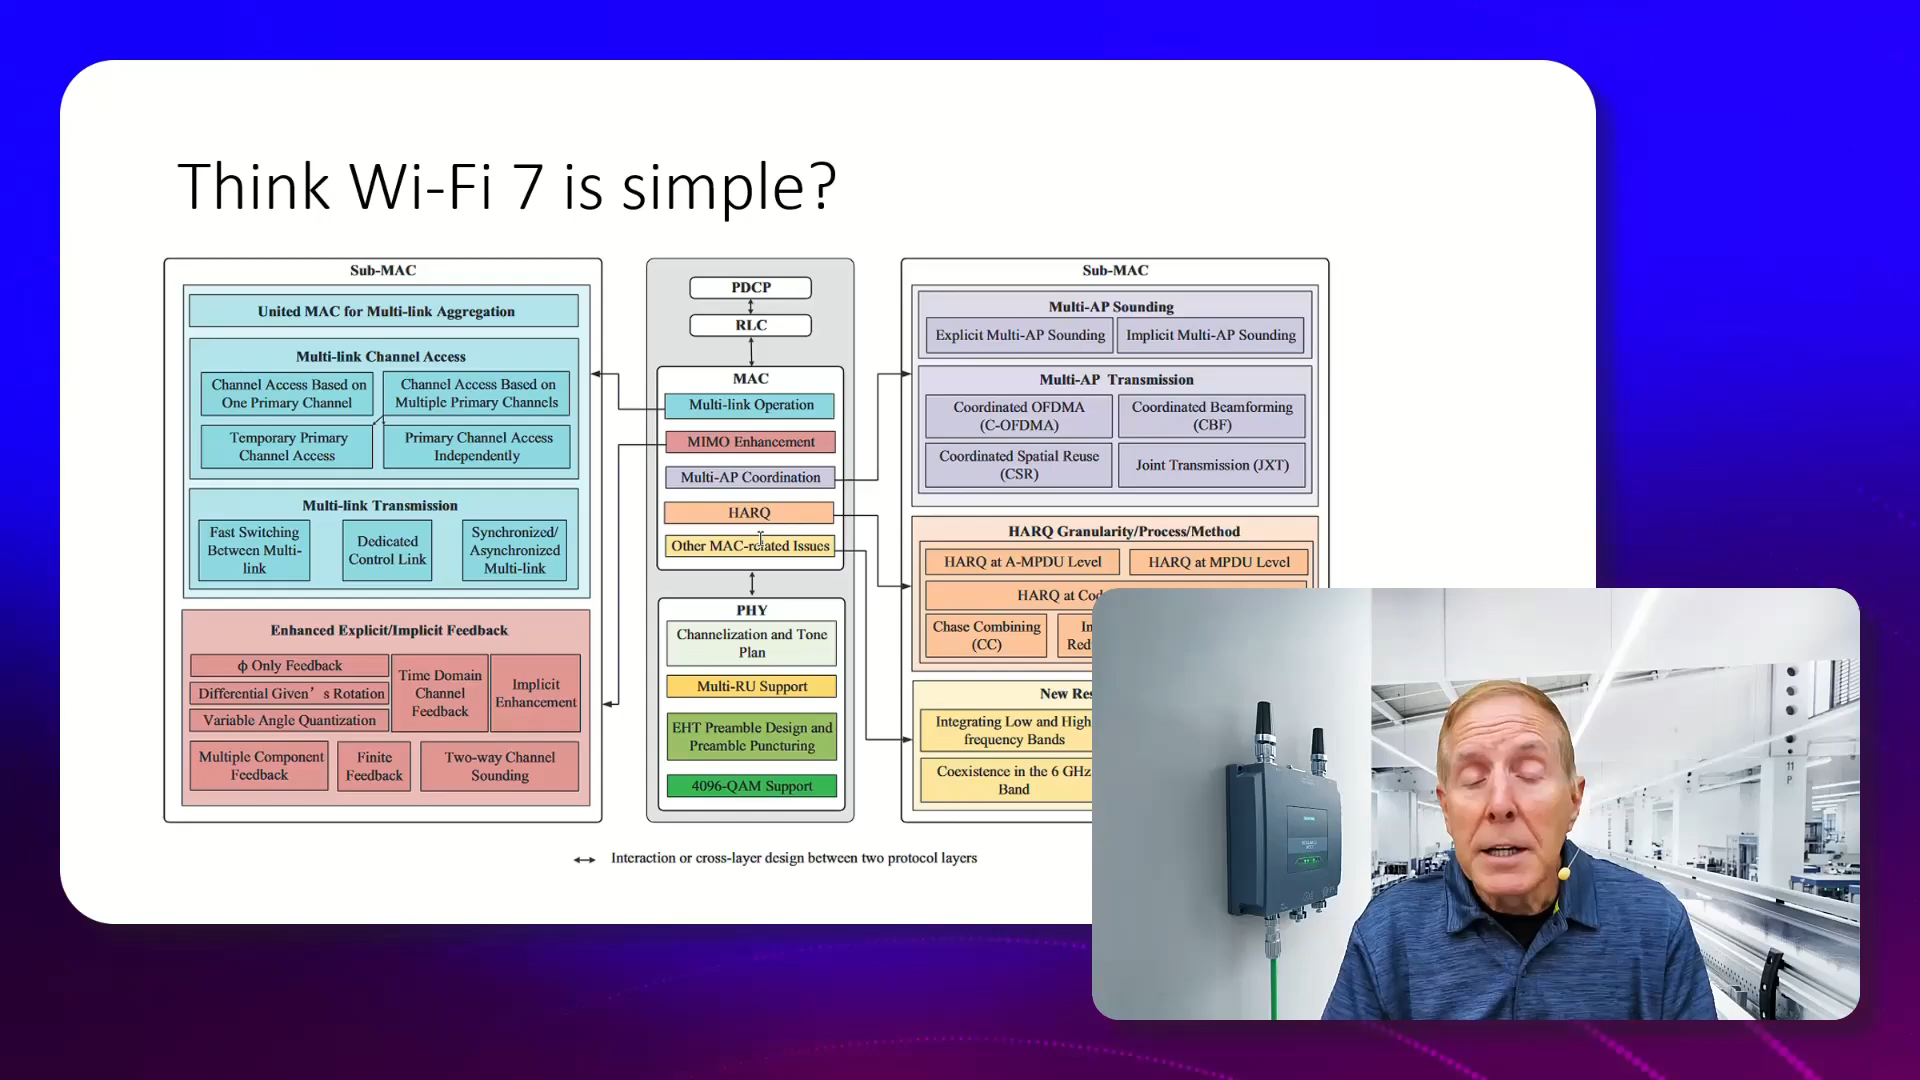 Think Wi-Fi 7 is simple?
Sub-MAC
United MAC for Multi-link Aggregation
Multi-link Channel Access
Channel Access Based on
One Primary Channel
Channel Access Based on
Multiple Primary Channels
Temporary Primary
Channel Access
Primary Channel Access
Independently
Multi-link Transmission
Fast Switching
Between Multi-
link
Dedicated
Control Link
Synchronized/
Asynchronized
Multi-link
Enhanced Explicit/Implicit Feedback
ϕ Only Feedback
Differential Given’s Rotation
Variable Angle Quantization
Time Domain
Channel
Feedback
Implicit
Enhancement
Multiple Component
Feedback
Finite
Feedback
Two-way Channel
Sounding
PDCP
RLC
MAC
Multi-link Operation
MIMO Enhancement
Multi-AP Coordination
HARQ
Other MAC-related Issues
PHY
Channelization and Tone
Plan
Multi-RU Support
EHT Preamble Design and
Preamble Puncturing
4096-QAM Support
Sub-MAC
Multi-AP Sounding
Explicit Multi-AP Sounding
Implicit Multi-AP Sounding
Multi-AP Transmission
Coordinated OFDMA
(C-OFDMA)
Coordinated Beamforming
(CBF)
Coordinated Spatial Reuse
(CSR)
Joint Transmission (JXT)
HARQ Granularity/Process/Method
HARQ at A-MPDU Level
HARQ at MPDU Level
HARQ at Cod
Chase Combining
(CC)
In
Red
New Res
Integrating Low and High
frequency Bands
Coexistence in the 6 GHz
Band
Interaction or cross-layer design between two protocol layers
11
P